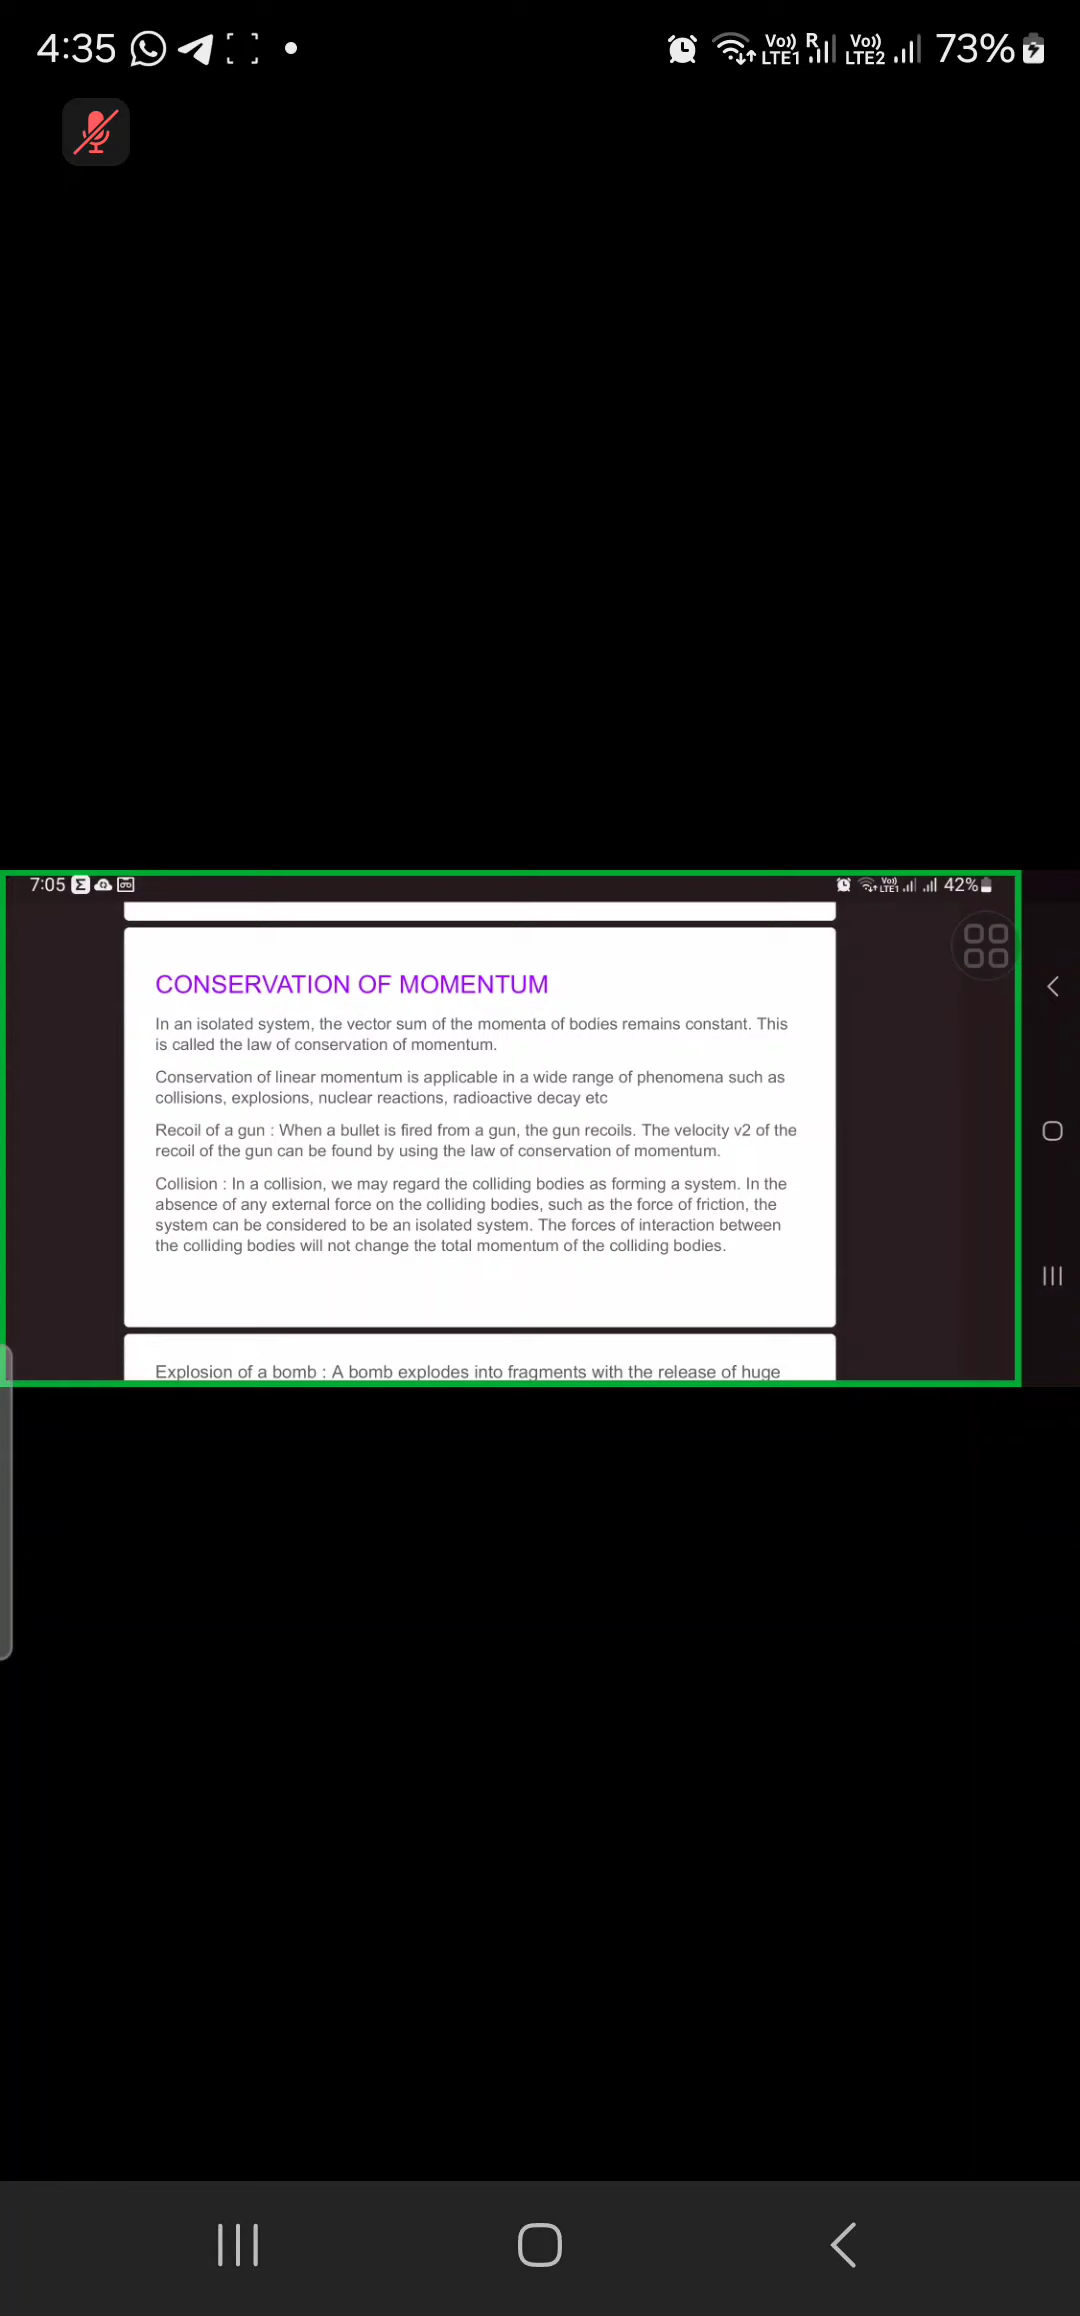 4:35
Vo)) R Vo)) 73%
LTE1 LTE2
7:05 Σ
Vo)) LTE1 42%
CONSERVATION OF MOMENTUM
In an isolated system, the vector sum of the momenta of bodies remains constant. This
is called the law of conservation of momentum.
Conservation of linear momentum is applicable in a wide range of phenomena such as
collisions, explosions, nuclear reactions, radioactive decay etc
Recoil of a gun : When a bullet is fired from a gun, the gun recoils. The velocity v2 of the
recoil of the gun can be found by using the law of conservation of momentum.
Collision : In a collision, we may regard the colliding bodies as forming a system. In the
absence of any external force on the colliding bodies, such as the force of friction, the
system can be considered to be an isolated system. The forces of interaction between
the colliding bodies will not change the total momentum of the colliding bodies.
Explosion of a bomb : A bomb explodes into fragments with the release of huge